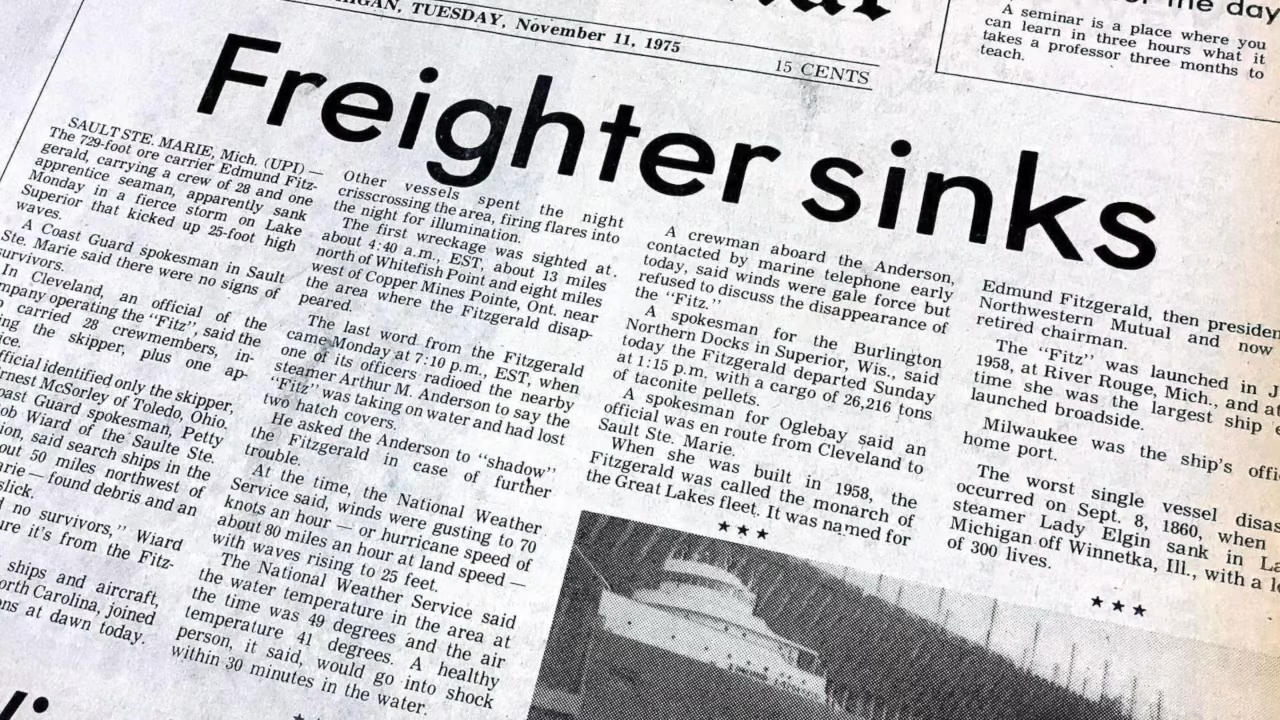 the day
A seminar is a place where you
can learn in three hours what it
takes a professor three months to
teach.
TUESDAY, November 11, 1975
15 CENTS
Freighter sinks
SAULT STE. MARIE, Mich. (UPI) —
The 729-foot ore carrier Edmund Fitz-
gerald, carrying a crew of 28 and one
apprentice seaman, apparently sank
Monday in a fierce storm on Lake
Superior that kicked up 25-foot high
waves.
A Coast Guard spokesman in Sault
Ste. Marie said there were no signs of
survivors.
In Cleveland, an official of the
operating the "Fitz", said the
carried 28 crewmembers, in-
the skipper, plus one ap-
official identified only the skipper,
McSorley of Toledo, Ohio.
Guard spokesman, Petty
Wiard of the Saulte Ste.
said search ships in the
50 miles northwest of
— found debris and an
slick.
no survivors," Wiard
it's from the Fitz-
ships and aircraft,
Carolina, joined
at dawn today.
Other vessels spent the night
crisscrossing the area, firing flares into
the night for illumination.
The first wreckage was sighted at
about 4:40 a.m., EST, about 13 miles
north of Whitefish Point and eight miles
west of Copper Mines Pointe, Ont. near
the area where the Fitzgerald disap-
peared.
The last word from the Fitzgerald
came Monday at 7:10 p.m., EST, when
one of its officers radioed the nearby
steamer Arthur M. Anderson to say the
"Fitz" was taking on water and had lost
two hatch covers.
He asked the Anderson to "shadow"
the Fitzgerald in case of further
trouble.
At the time, the National Weather
Service said, winds were gusting to 70
knots an hour — or hurricane speed of
about 80 miles an hour at land speed —
with waves rising to 25 feet.
The National Weather Service said
the water temperature in the area at
the time was 49 degrees and the air
temperature 41 degrees. A healthy
person, it said, would go into shock
within 30 minutes in the water.
A crewman aboard the Anderson,
contacted by marine telephone early
today, said winds were gale force but
refused to discuss the disappearance of
the "Fitz."
A spokesman for the Burlington
Northern Docks in Superior, Wis., said
today the Fitzgerald departed Sunday
at 1:15 p.m. with a cargo of 26,216 tons
of taconite pellets.
A spokesman for Oglebay said an
official was en route from Cleveland to
Sault Ste. Marie.
When she was built in 1958, the
Fitzgerald was called the monarch of
the Great Lakes fleet. It was named for
★ ★ ★
Edmund Fitzgerald, then
Northwestern Mutual and now
retired chairman.
The "Fitz" was launched in
1958, at River Rouge, Mich., and
time she was the largest ship
launched broadside.
Milwaukee was the ship's
home port.
The worst single vessel
occurred on Sept. 8, 1860, when
steamer Lady Elgin sank in
Michigan off Winnetka, Ill., with a
of 300 lives.
★ ★ ★